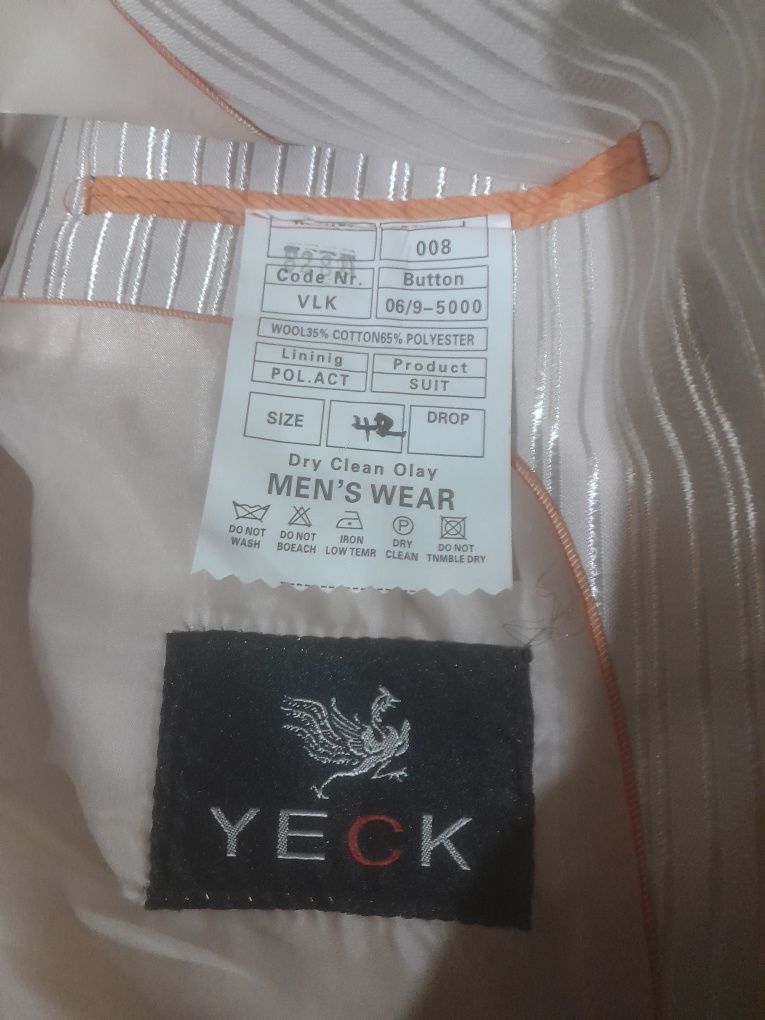 008
Code Nr. Button
VLK 06/9-5000
WOOL35% COTTON65% POLYESTER
Lininig Product
POL.ACT SUIT
SIZE 48 DROP
Dry Clean Olay
MEN'S WEAR
DO NOT WASH
DO NOT BOEACH
IRON LOW TEMR
P
DRY CLEAN
DO NOT TNMBLE DRY
YECK